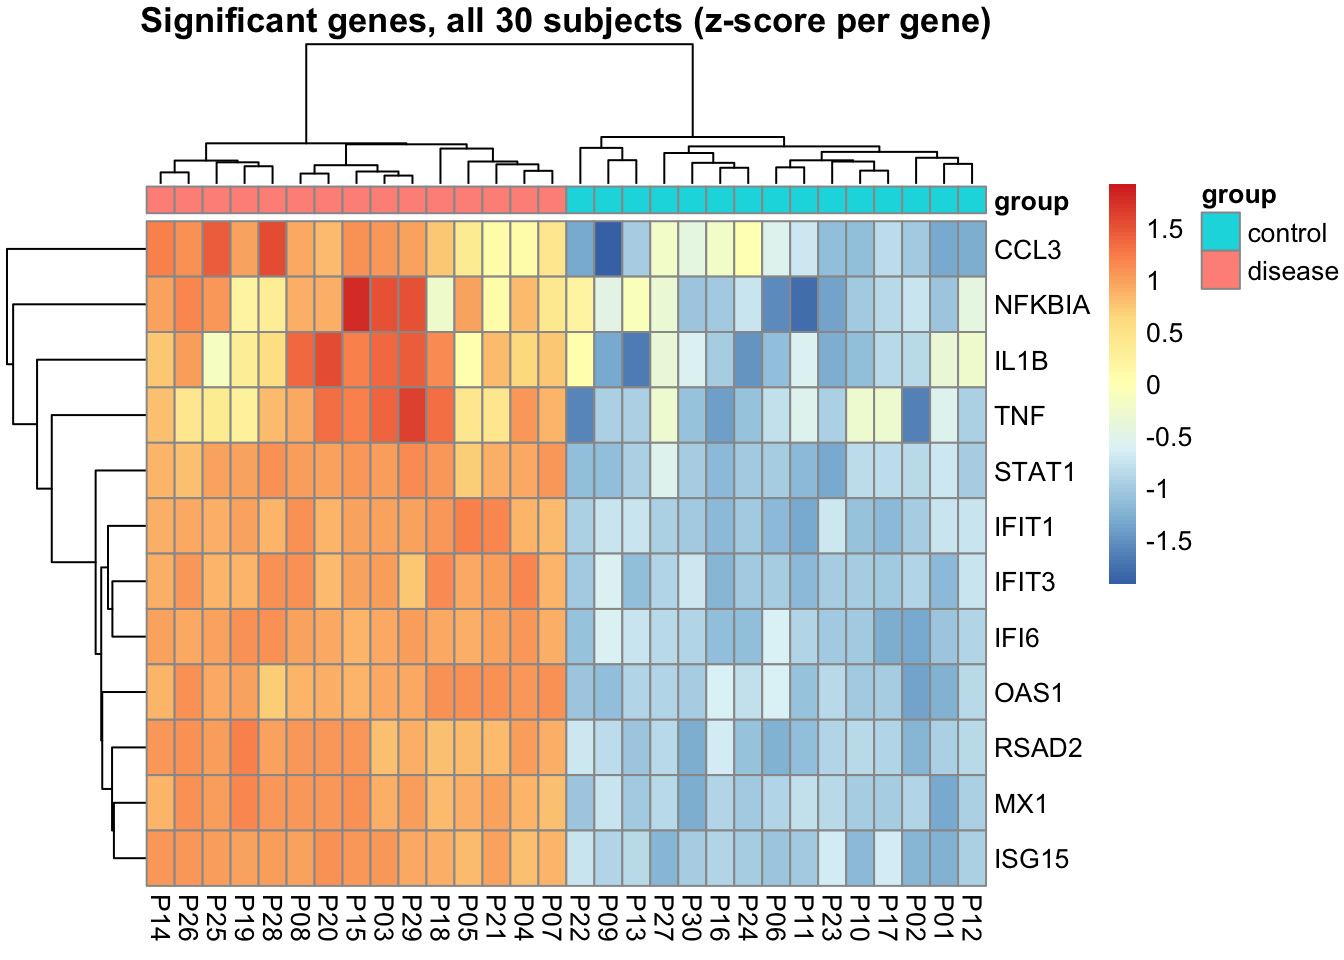 Significant genes, all 30 subjects (z-score per gene)
group
CCL3
NFKBIA
IL1B
TNF
STAT1
IFIT1
IFIT3
IFI6
OAS1
RSAD2
MX1
ISG15
P14 P26 P25 P19 P28 P08 P20 P15 P03 P29 P18 P05 P21 P04 P07 P22 P09 P13 P27 P30 P16 P24 P06 P11 P23 P10 P17 P02 P01 P12
1.5
1
0.5
0
-0.5
-1
-1.5
group
control
disease